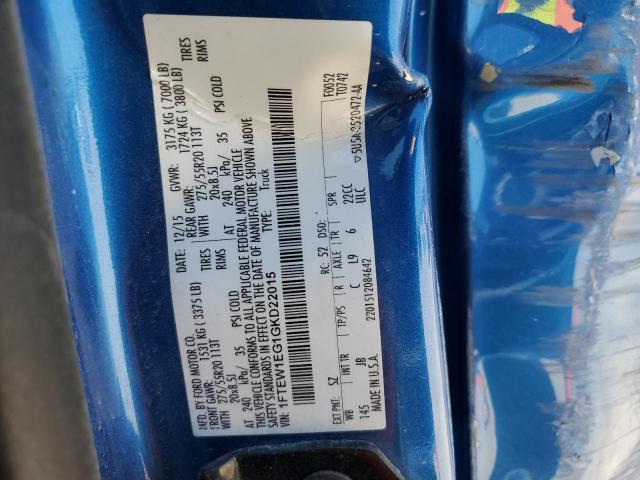 MFD. BY FORD MOTOR CO.
DATE: 12/15 GVWR: 3175 KG ( 7000 LB)
FRONT GAWR: 1531 KG ( 3375 LB) REAR GAWR: 1724 KG ( 3800 LB)
WITH 275/55R20 113T TIRES WITH 275/55R20 113T TIRES
20x8.5J RIMS 20x8.5J RIMS
AT 240 kPa/ 35 PSI COLD AT 240 kPa/ 35 PSI COLD
THIS VEHICLE CONFORMS TO ALL APPLICABLE FEDERAL MOTOR VEHICLE
SAFETY STANDARDS IN EFFECT ON THE DATE OF MANUFACTURE SHOWN ABOVE
VIN: 1FTEW1EG1GKD22015 TYPE: Truck
F0052
T0742
EXT PNT: SZ RC: 52 DSO:
WB INT TR TP/PS R AXLE TR SPR
145 JB C L9 6 22CC
ULC
MADE IN U.S.A. 2201512084642
5U5A-3520472-AA